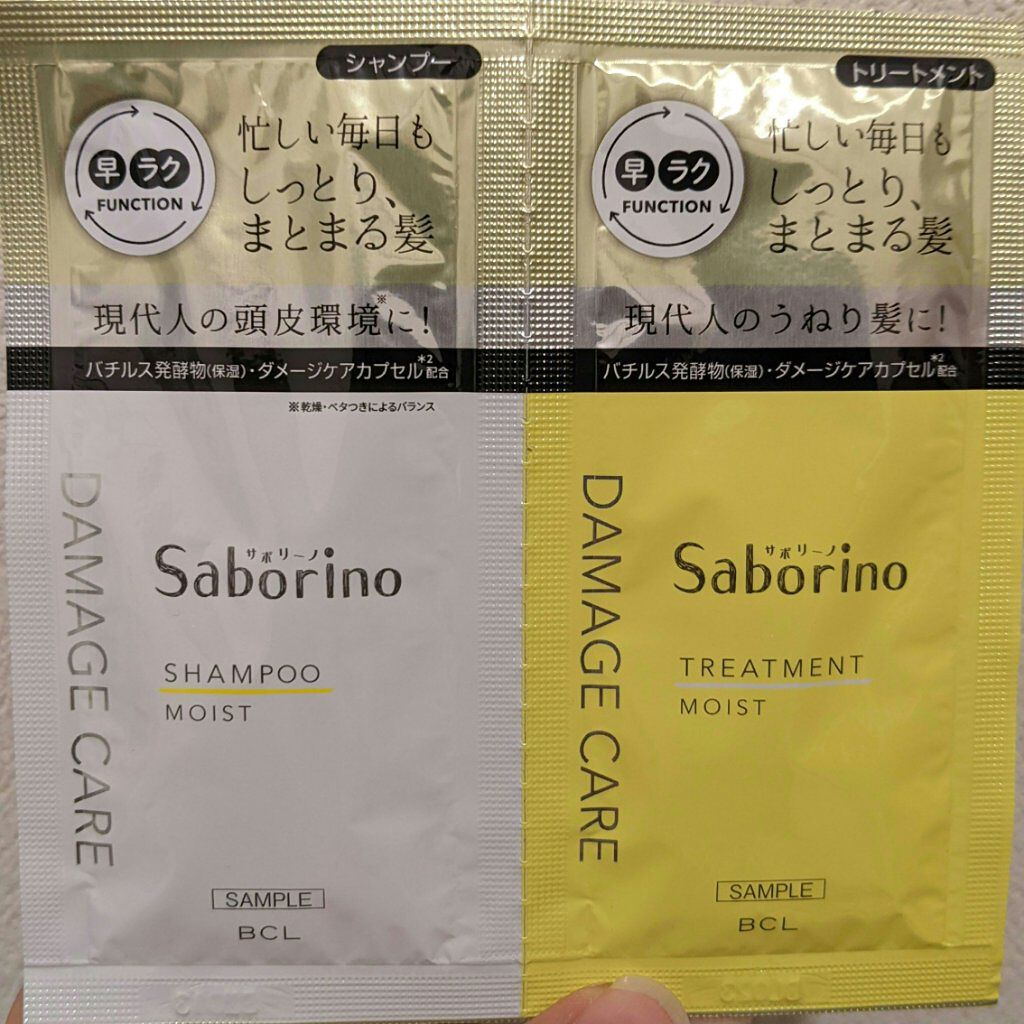 シャンプー
早 ラク
FUNCTION
忙しい毎日も
しっとり、
まとまる髪
現代人の頭皮環境※に!
バチルス発酵物(保湿)・ダメージケアカプセル*2配合
※乾燥・ベタつきによるバランス
DAMAGE CARE
サボリーノ
Saborino
SHAMPOO
MOIST
SAMPLE
BCL
トリートメント
早 ラク
FUNCTION
忙しい毎日も
しっとり、
まとまる髪
現代人のうねり髪に!
バチルス発酵物(保湿)・ダメージケアカプセル*2配合
DAMAGE CARE
サボリーノ
Saborino
TREATMENT
MOIST
SAMPLE
BCL